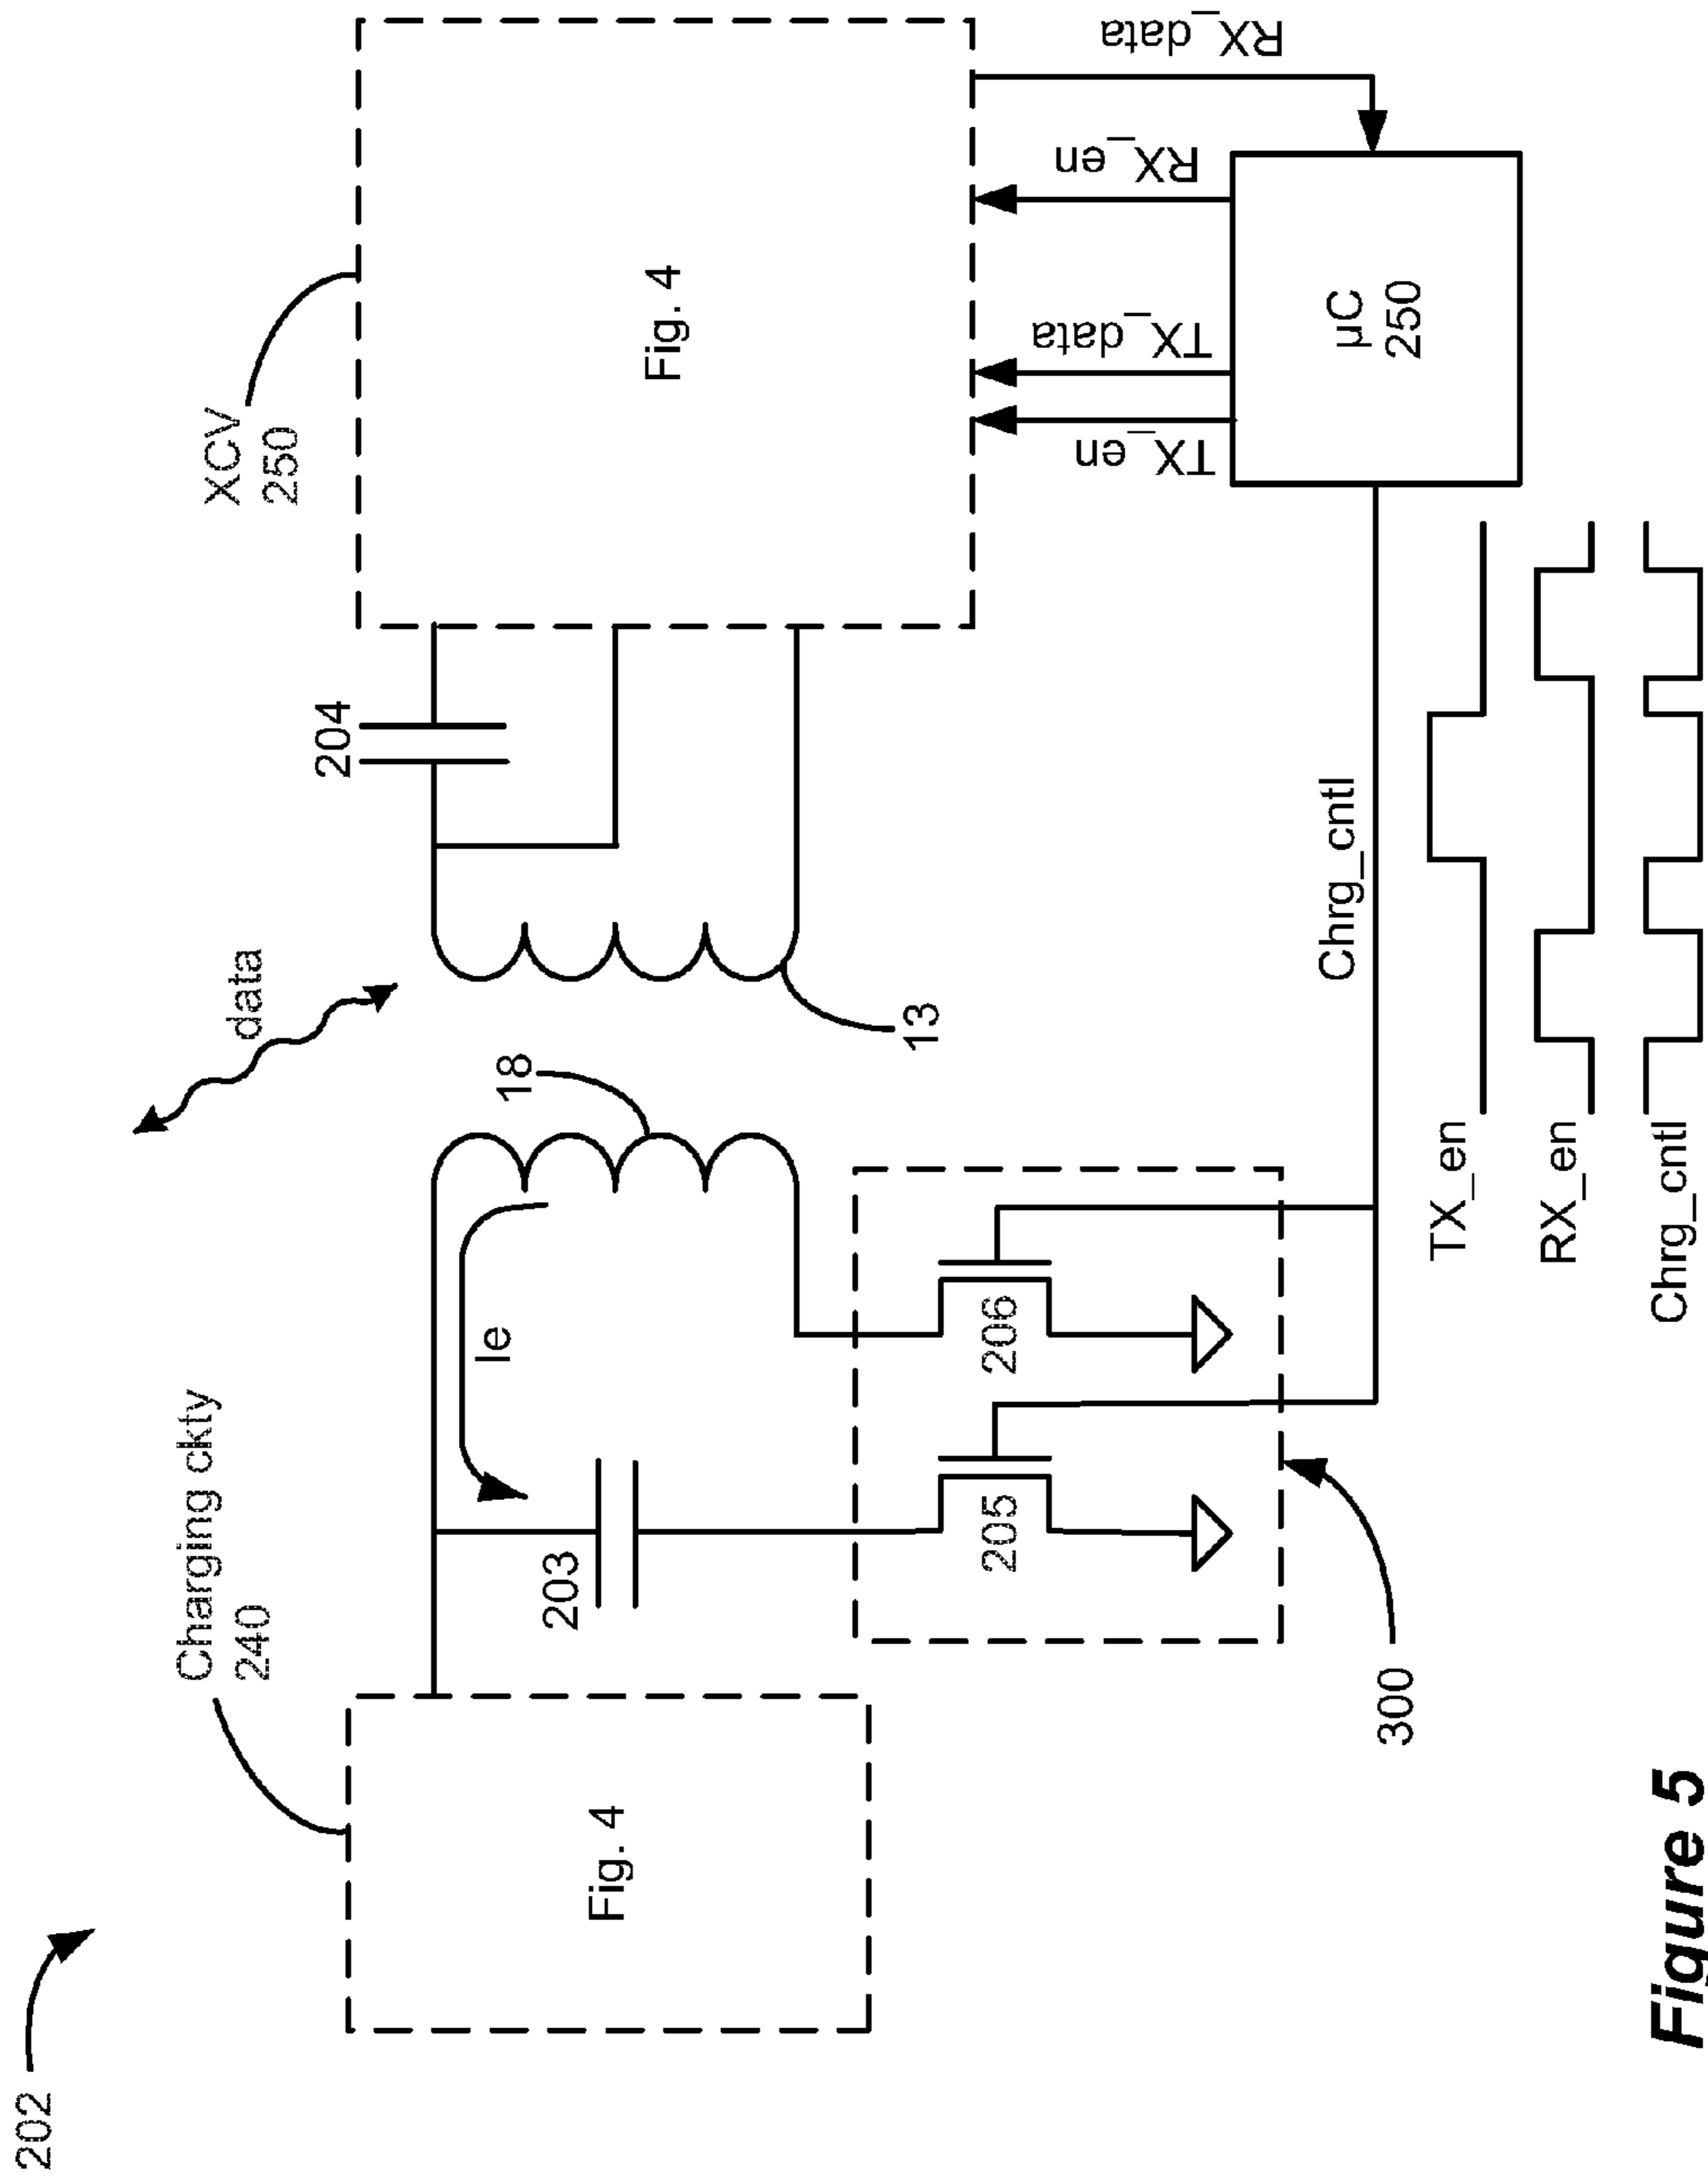 202
Charging ckty
240
Fig. 4
203
Ie
18
data
13
204
XCV
250
Fig. 4
205
206
300
Chrg_cntl
TX_en
TX_data
RX_en
RX_data
µC
250
TX_en
RX_en
Chrg_cntl
Figure 5